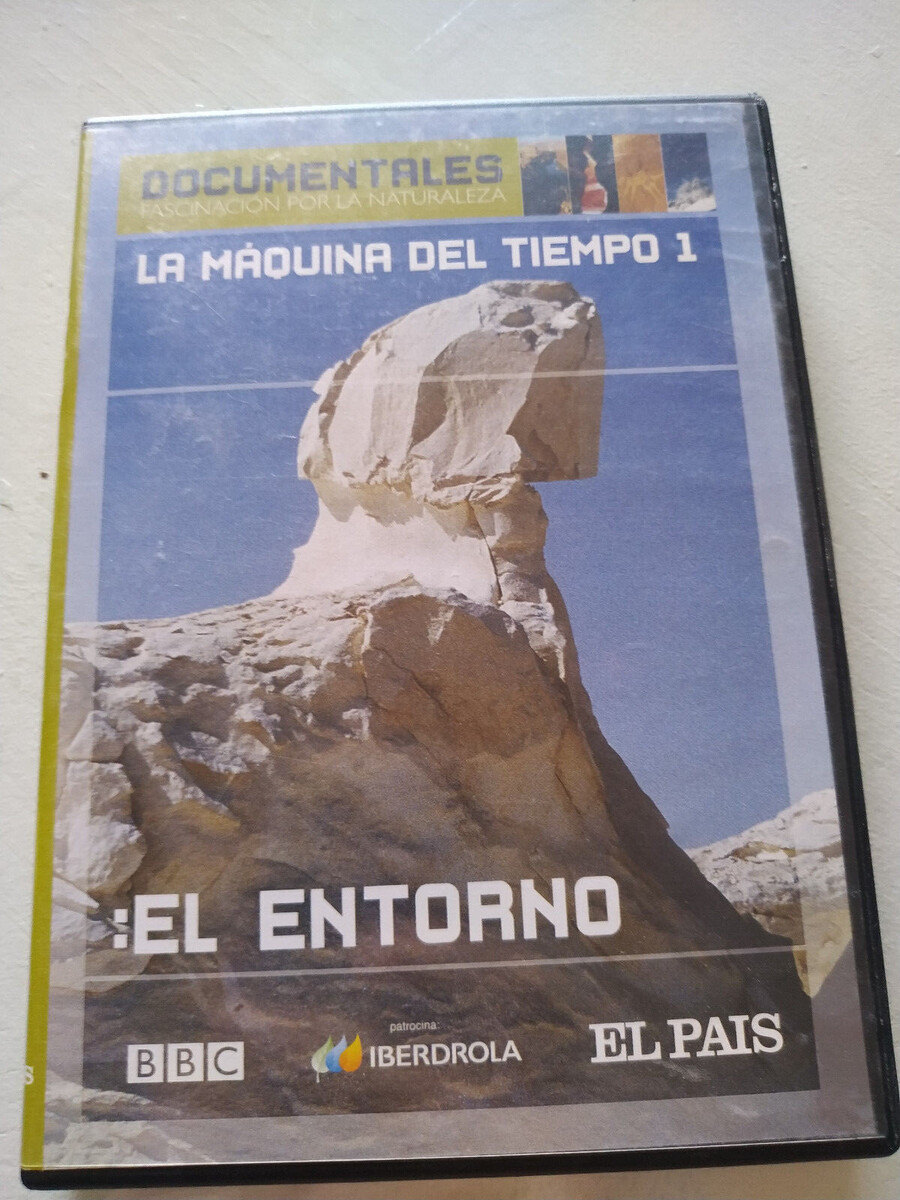 DOCUMENTALES
FASCINACIÓN POR LA NATURALEZA
LA MÁQUINA DEL TIEMPO 1
:EL ENTORNO
BBC
patrocina:
IBERDROLA
EL PAIS
S